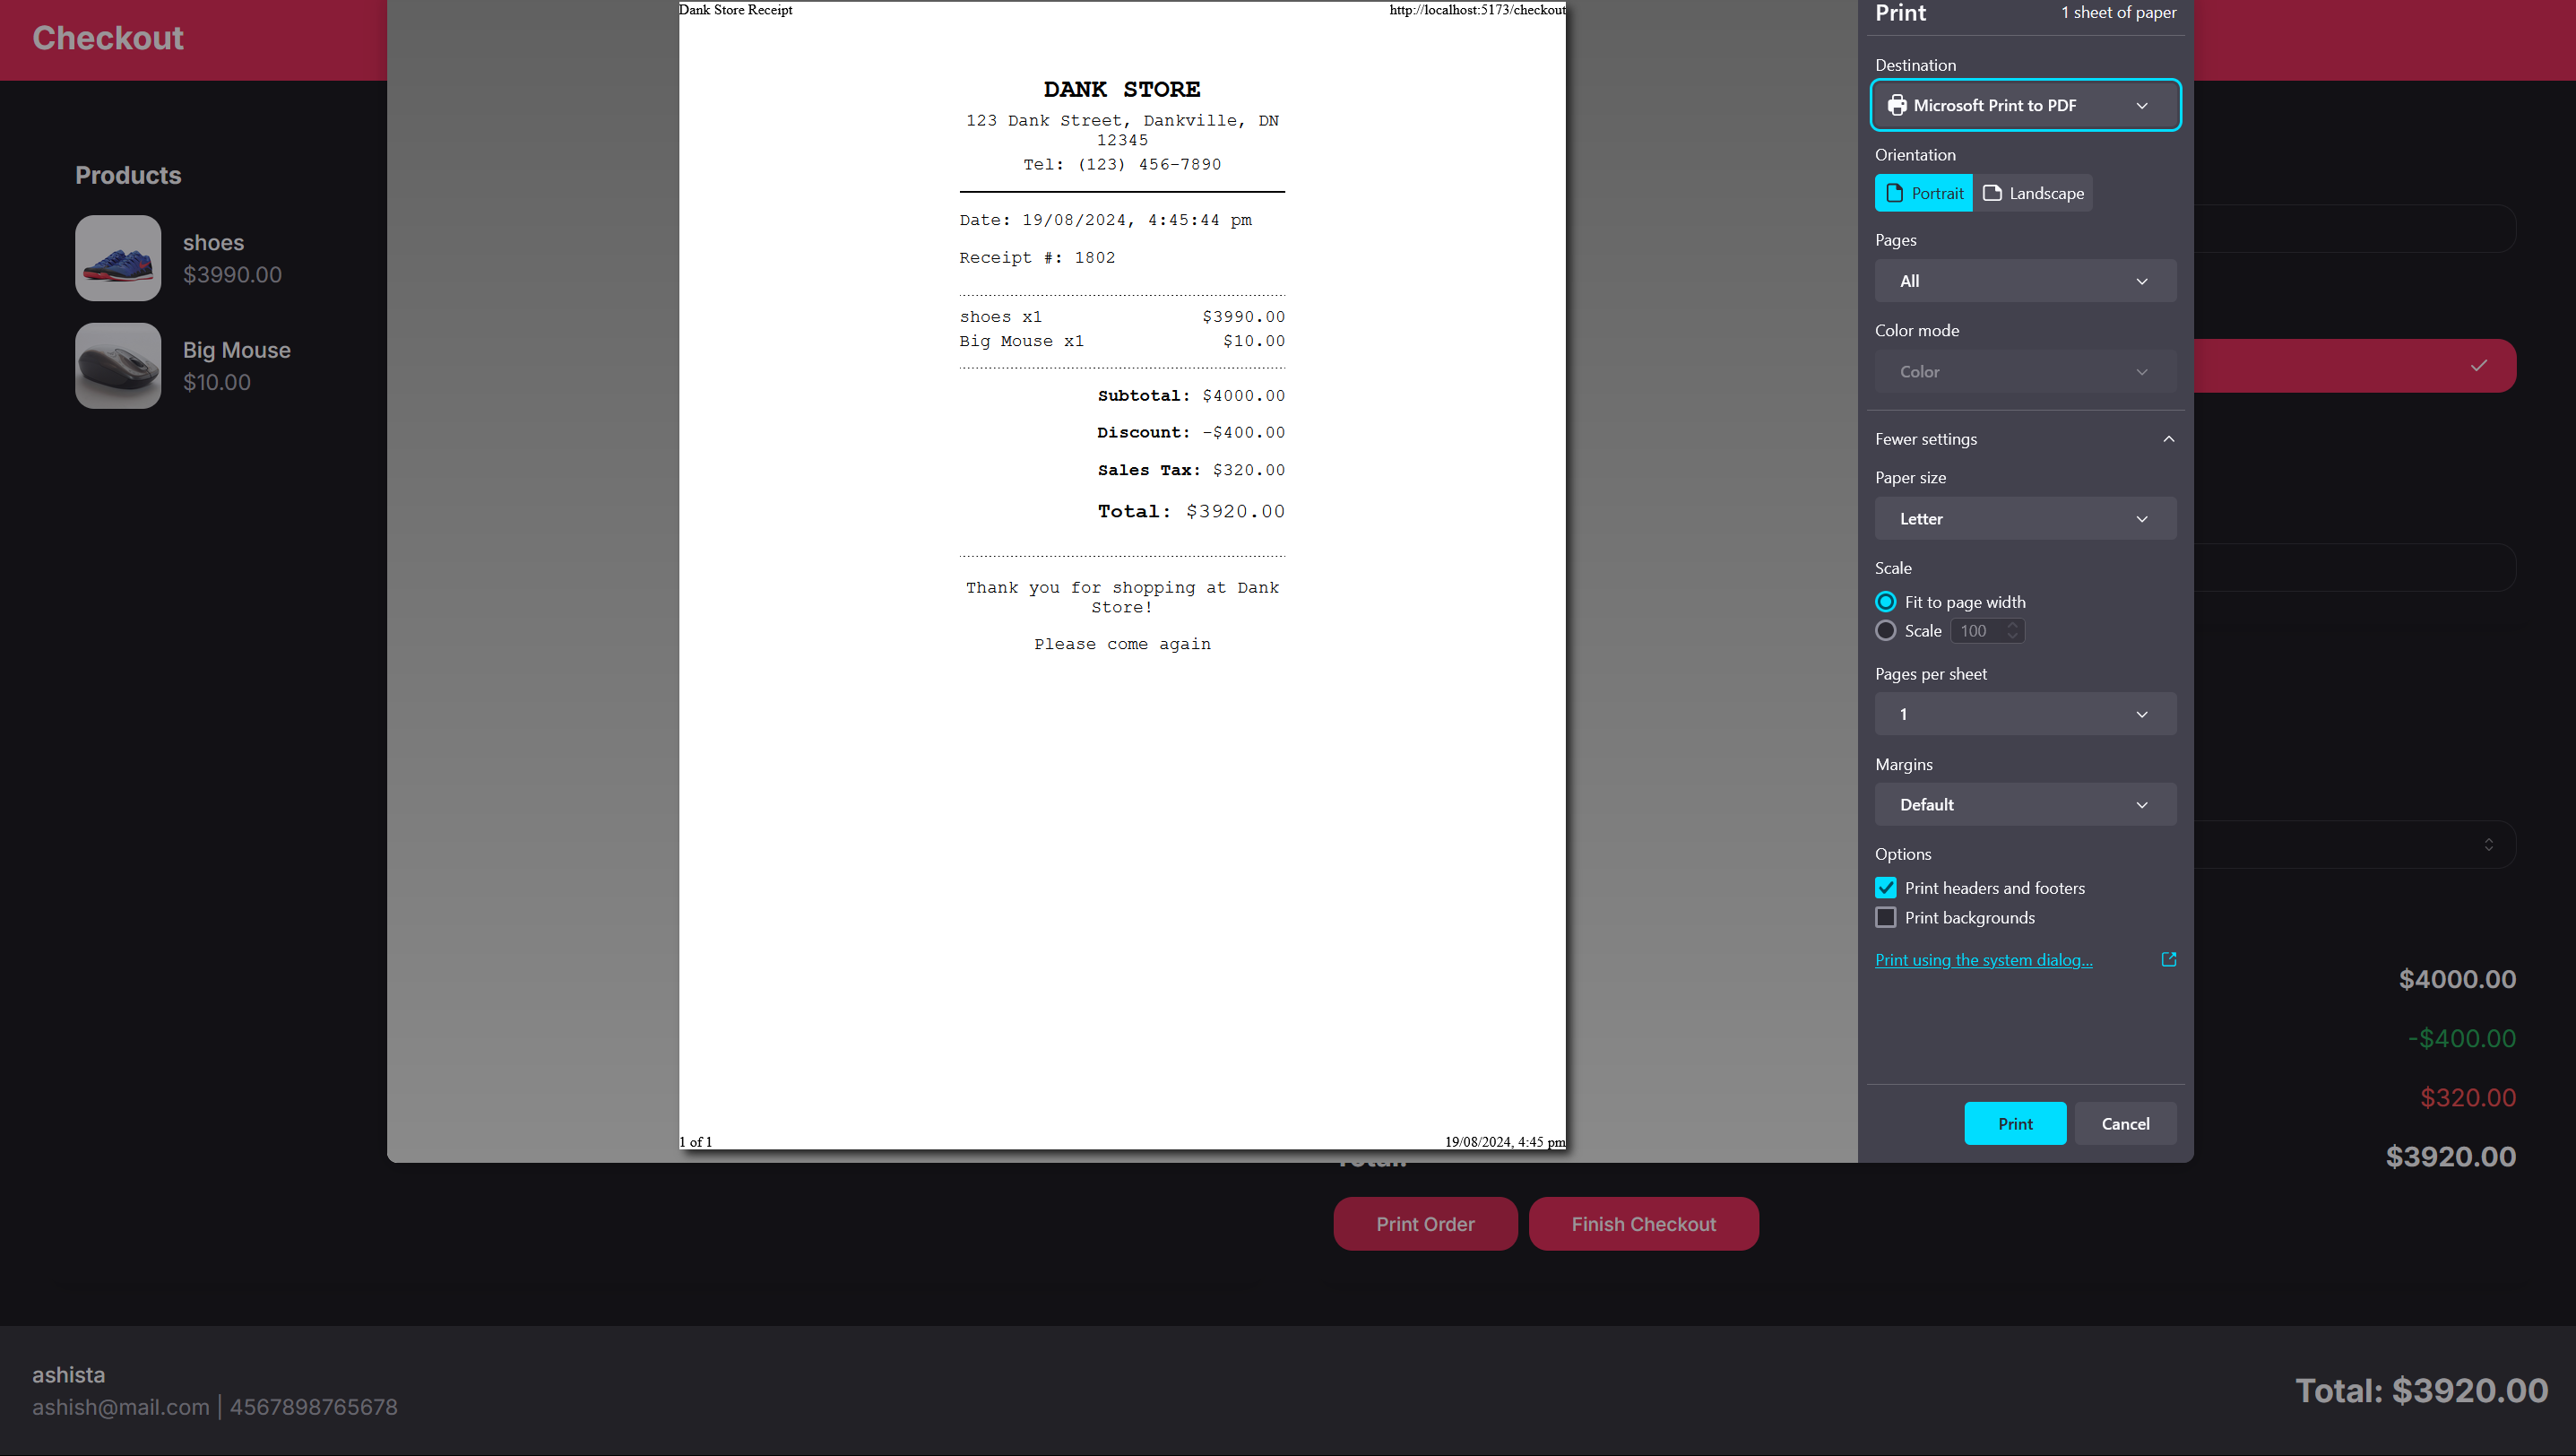 Checkout
Products
shoes
$3990.00
Big Mouse
$10.00
Dank Store Receipt
http://localhost:5173/checkout
DANK STORE
123 Dank Street, Dankville, DN
12345
Tel: (123) 456-7890
Date: 19/08/2024, 4:45:44 pm
Receipt #: 1802
shoes x1 $3990.00
Big Mouse x1 $10.00
Subtotal: $4000.00
Discount: -$400.00
Sales Tax: $320.00
Total: $3920.00
Thank you for shopping at Dank
Store!
Please come again
1 of 1
19/08/2024, 4:45 pm
Print
1 sheet of paper
Destination
Microsoft Print to PDF
Orientation
Portrait
Landscape
Pages
All
Color mode
Color
Fewer settings
Paper size
Letter
Scale
Fit to page width
Scale 100
Pages per sheet
1
Margins
Default
Options
Print headers and footers
Print backgrounds
Print using the system dialog...
Print
Cancel
$4000.00
-$400.00
$320.00
$3920.00
Print Order
Finish Checkout
ashista
ashish@mail.com | 4567898765678
Total: $3920.00